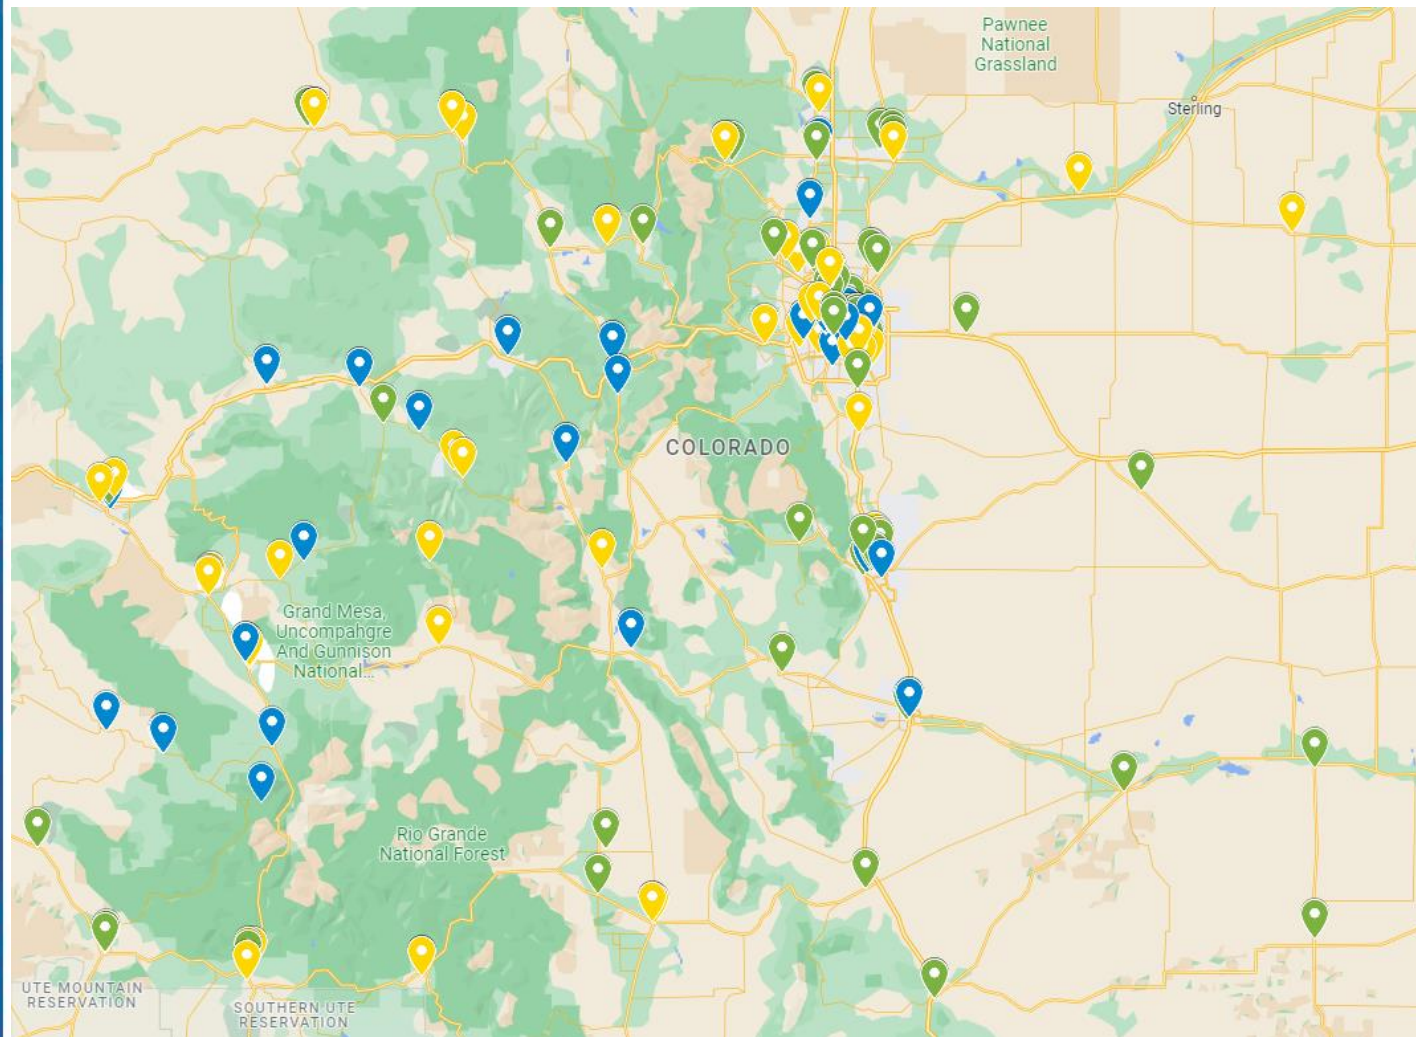 Pawnee
National
Grassland
Sterling
COLORADO
Grand Mesa,
Uncompahgre
And Gunnison
National...
Rio Grande
National Forest
UTE MOUNTAIN
RESERVATION
SOUTHERN UTE
RESERVATION